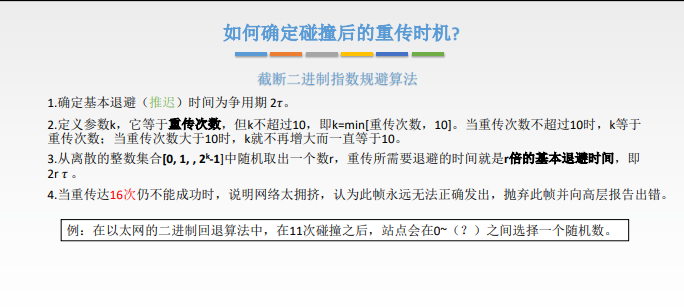 如何确定碰撞后的重传时机?
截断二进制指数规避算法
1.确定基本退避（推迟）时间为争用期 2τ。
2.定义参数k，它等于重传次数，但k不超过10，即k=min[重传次数，10]。当重传次数不超过10时，k等于
重传次数；当重传次数大于10时，k就不再增大而一直等于10。
3.从离散的整数集合[0, 1, , 2ᵏ-1]中随机取出一个数r，重传所需要退避的时间就是r倍的基本退避时间，即
2r τ 。
4.当重传达16次仍不能成功时，说明网络太拥挤，认为此帧永远无法正确发出，抛弃此帧并向高层报告出错。
例：在以太网的二进制回退算法中，在11次碰撞之后，站点会在0~（？）之间选择一个随机数。